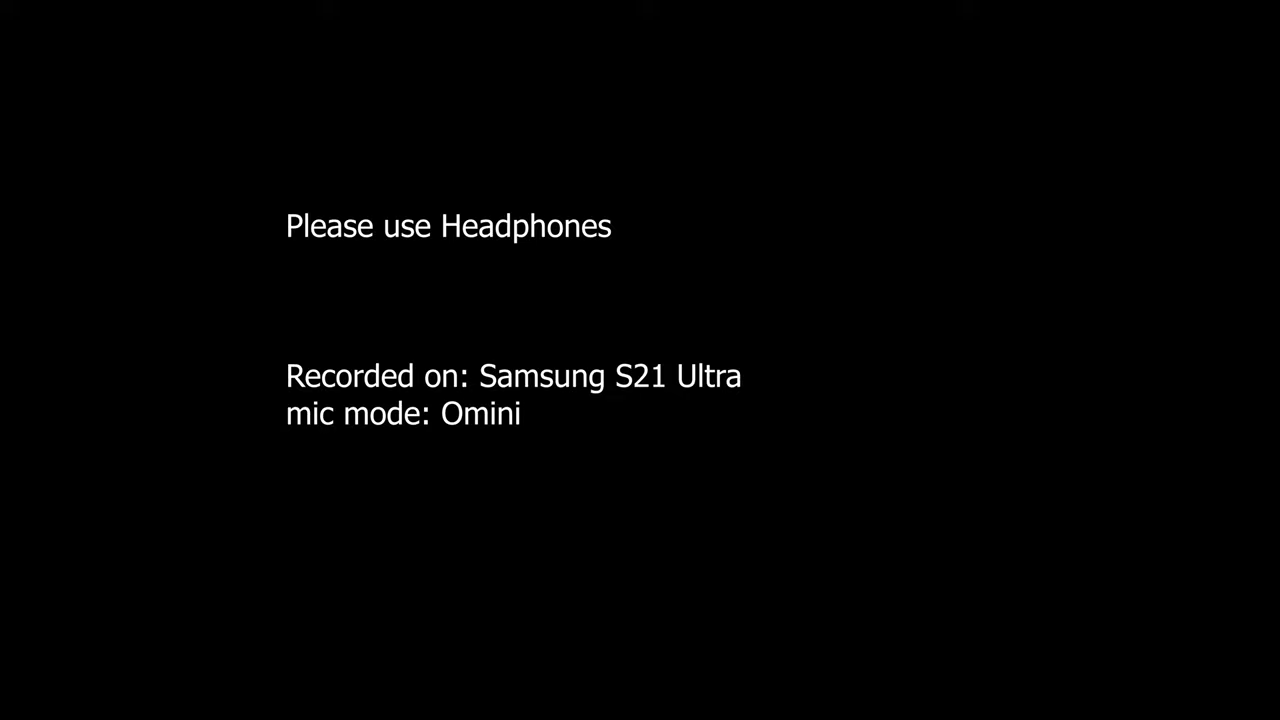 Please use Headphones
Recorded on: Samsung S21 Ultra
mic mode: Omini